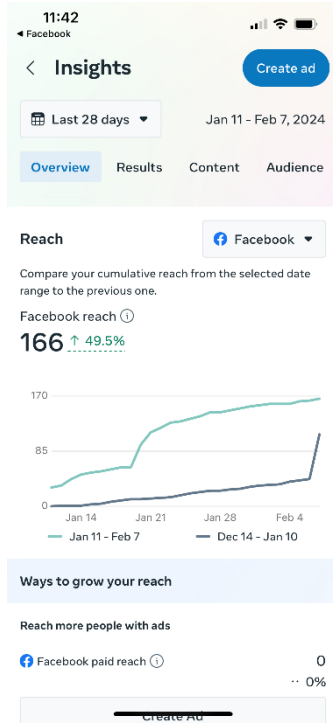 11:42
◀ Facebook
Insights
Create ad
Last 28 days
Jan 11 - Feb 7, 2024
Overview
Results
Content
Audience
Reach
Facebook
Compare your cumulative reach from the selected date
range to the previous one.
Facebook reach
166 ↑ 49.5%
170
85
0
Jan 14
Jan 21
Jan 28
Feb 4
Jan 11 - Feb 7
Dec 14 - Jan 10
Ways to grow your reach
Reach more people with ads
Facebook paid reach
0
0%
Create Ad